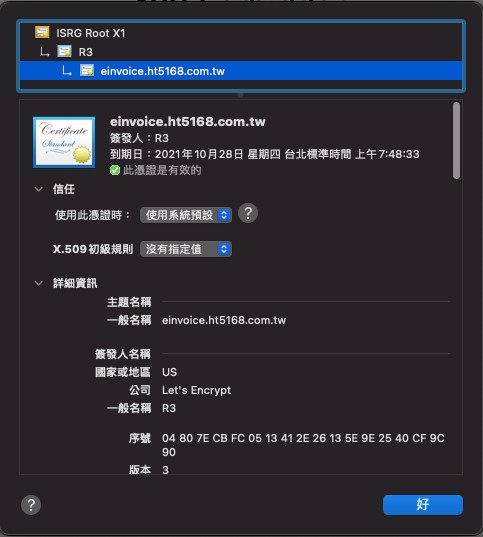 ISRG Root X1
R3
einvoice.ht5168.com.tw
Certificate
Standard
einvoice.ht5168.com.tw
簽發人：R3
到期日：2021年10月28日 星期四 台北標準時間 上午7:48:33
此憑證是有效的
信任
使用此憑證時： 使用系統預設 ?
X.509初級規則 沒有指定值
詳細資訊
主題名稱
一般名稱 einvoice.ht5168.com.tw
簽發人名稱
國家或地區 US
公司 Let's Encrypt
一般名稱 R3
序號 04 80 7E CB FC 05 13 41 2E 26 13 5E 9E 25 40 CF 9C
90
版本 3
? 好